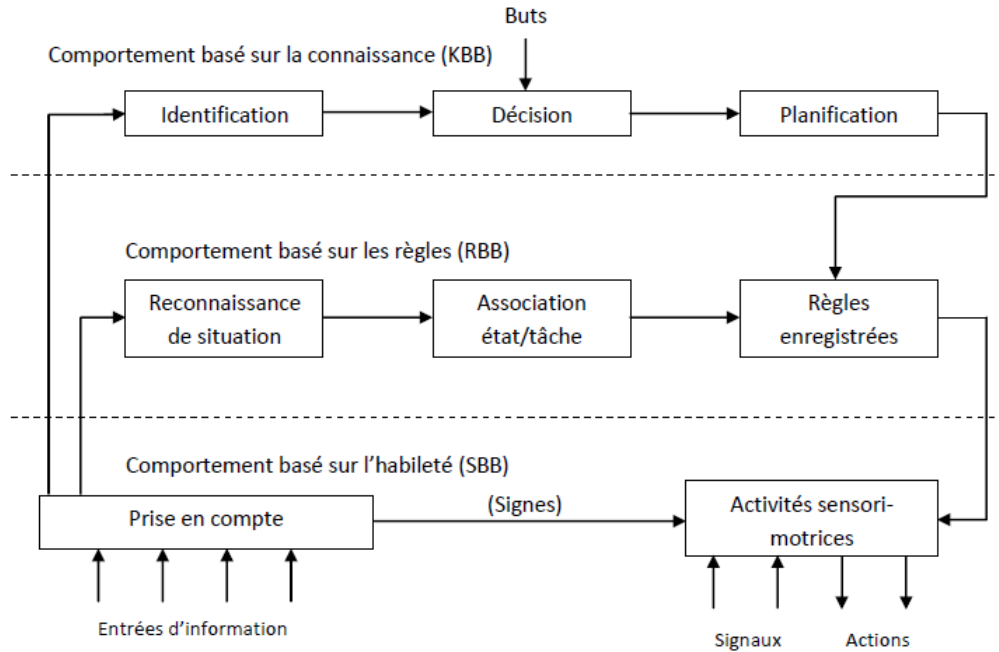 Buts
Comportement basé sur la connaissance (KBB)
Identification
Décision
Planification
Comportement basé sur les règles (RBB)
Reconnaissance
de situation
Association
état/tâche
Règles
enregistrées
Comportement basé sur l'habileté (SBB)
Prise en compte
(Signes)
Activités sensori-
motrices
Entrées d'information
Signaux
Actions